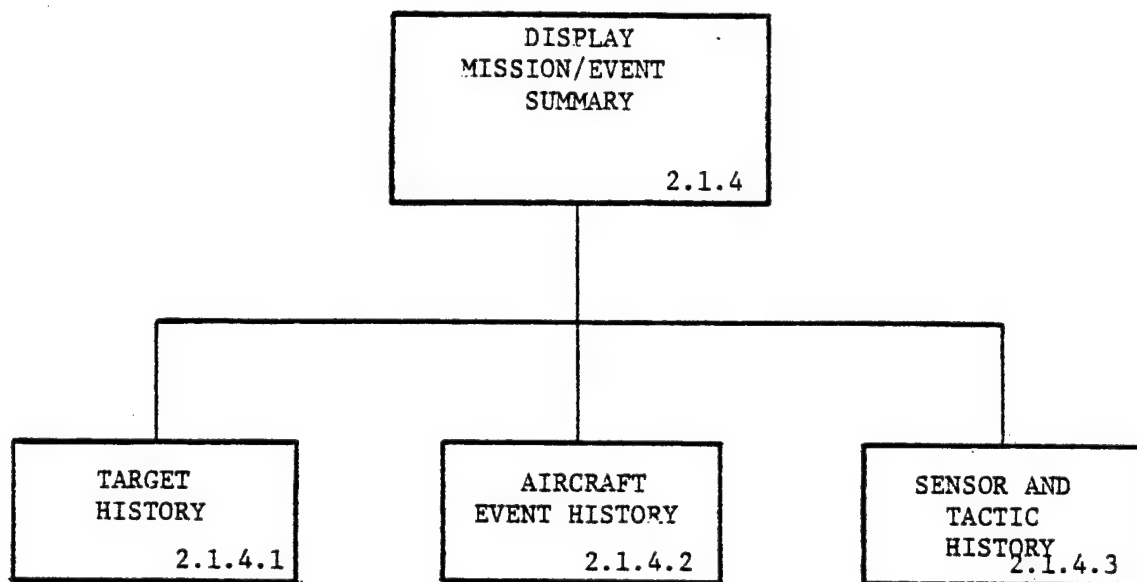 DISPLAY
MISSION/EVENT
SUMMARY
2.1.4
TARGET
HISTORY
2.1.4.1
AIRCRAFT
EVENT HISTORY
2.1.4.2
SENSOR AND
TACTIC
HISTORY
2.1.4.3